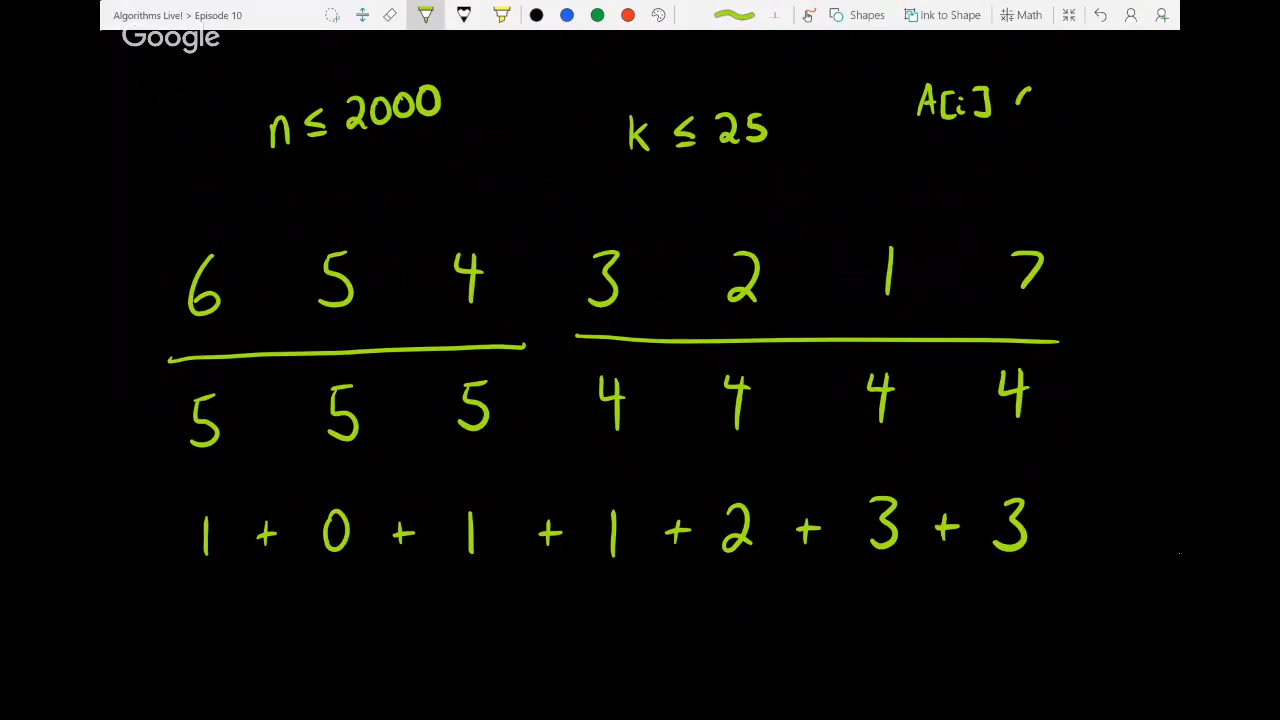 Algorithms Live! > Episode 10
Shapes
Ink to Shape
Math
Google
n ≤ 2000
k ≤ 25
A[i]
6 5 4 3 2 1 7
5 5 5 4 4 4 4
1 + 0 + 1 + 1 + 2 + 3 + 3